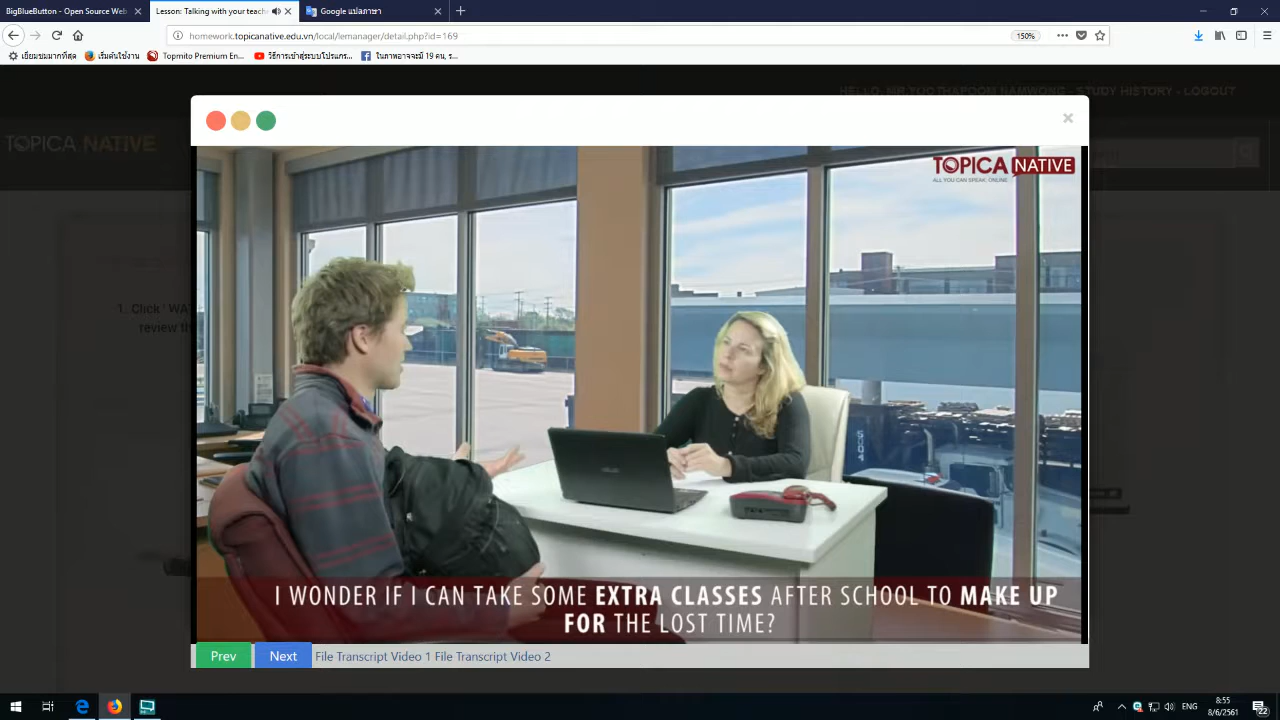 BigBlueButton - Open Source Web
Lesson: Talking with your teach
Google แปลภาษา
homework.topicanative.edu.vn/local/lemanager/detail.php?id=169
150%
เยี่ยมชมมากที่สุด
เริ่มต้นใช้งาน
Topmito Premium En...
วิธีการเข้าสู่ระบบโปรแกร...
ในภาพอาจจะมี 19 คน, ร...
HELLO, MR.YOOTHAPOOM NAMWONG - STUDY HISTORY - LOGOUT
TOPICA NATIVE
TOPICA NATIVE
ALL YOU CAN SPEAK. ONLINE.
1. Click ' WA
review th
I WONDER IF I CAN TAKE SOME EXTRA CLASSES AFTER SCHOOL TO MAKE UP
FOR THE LOST TIME?
Prev
Next
File Transcript Video 1 File Transcript Video 2
ENG
8:55
8/6/2561
22